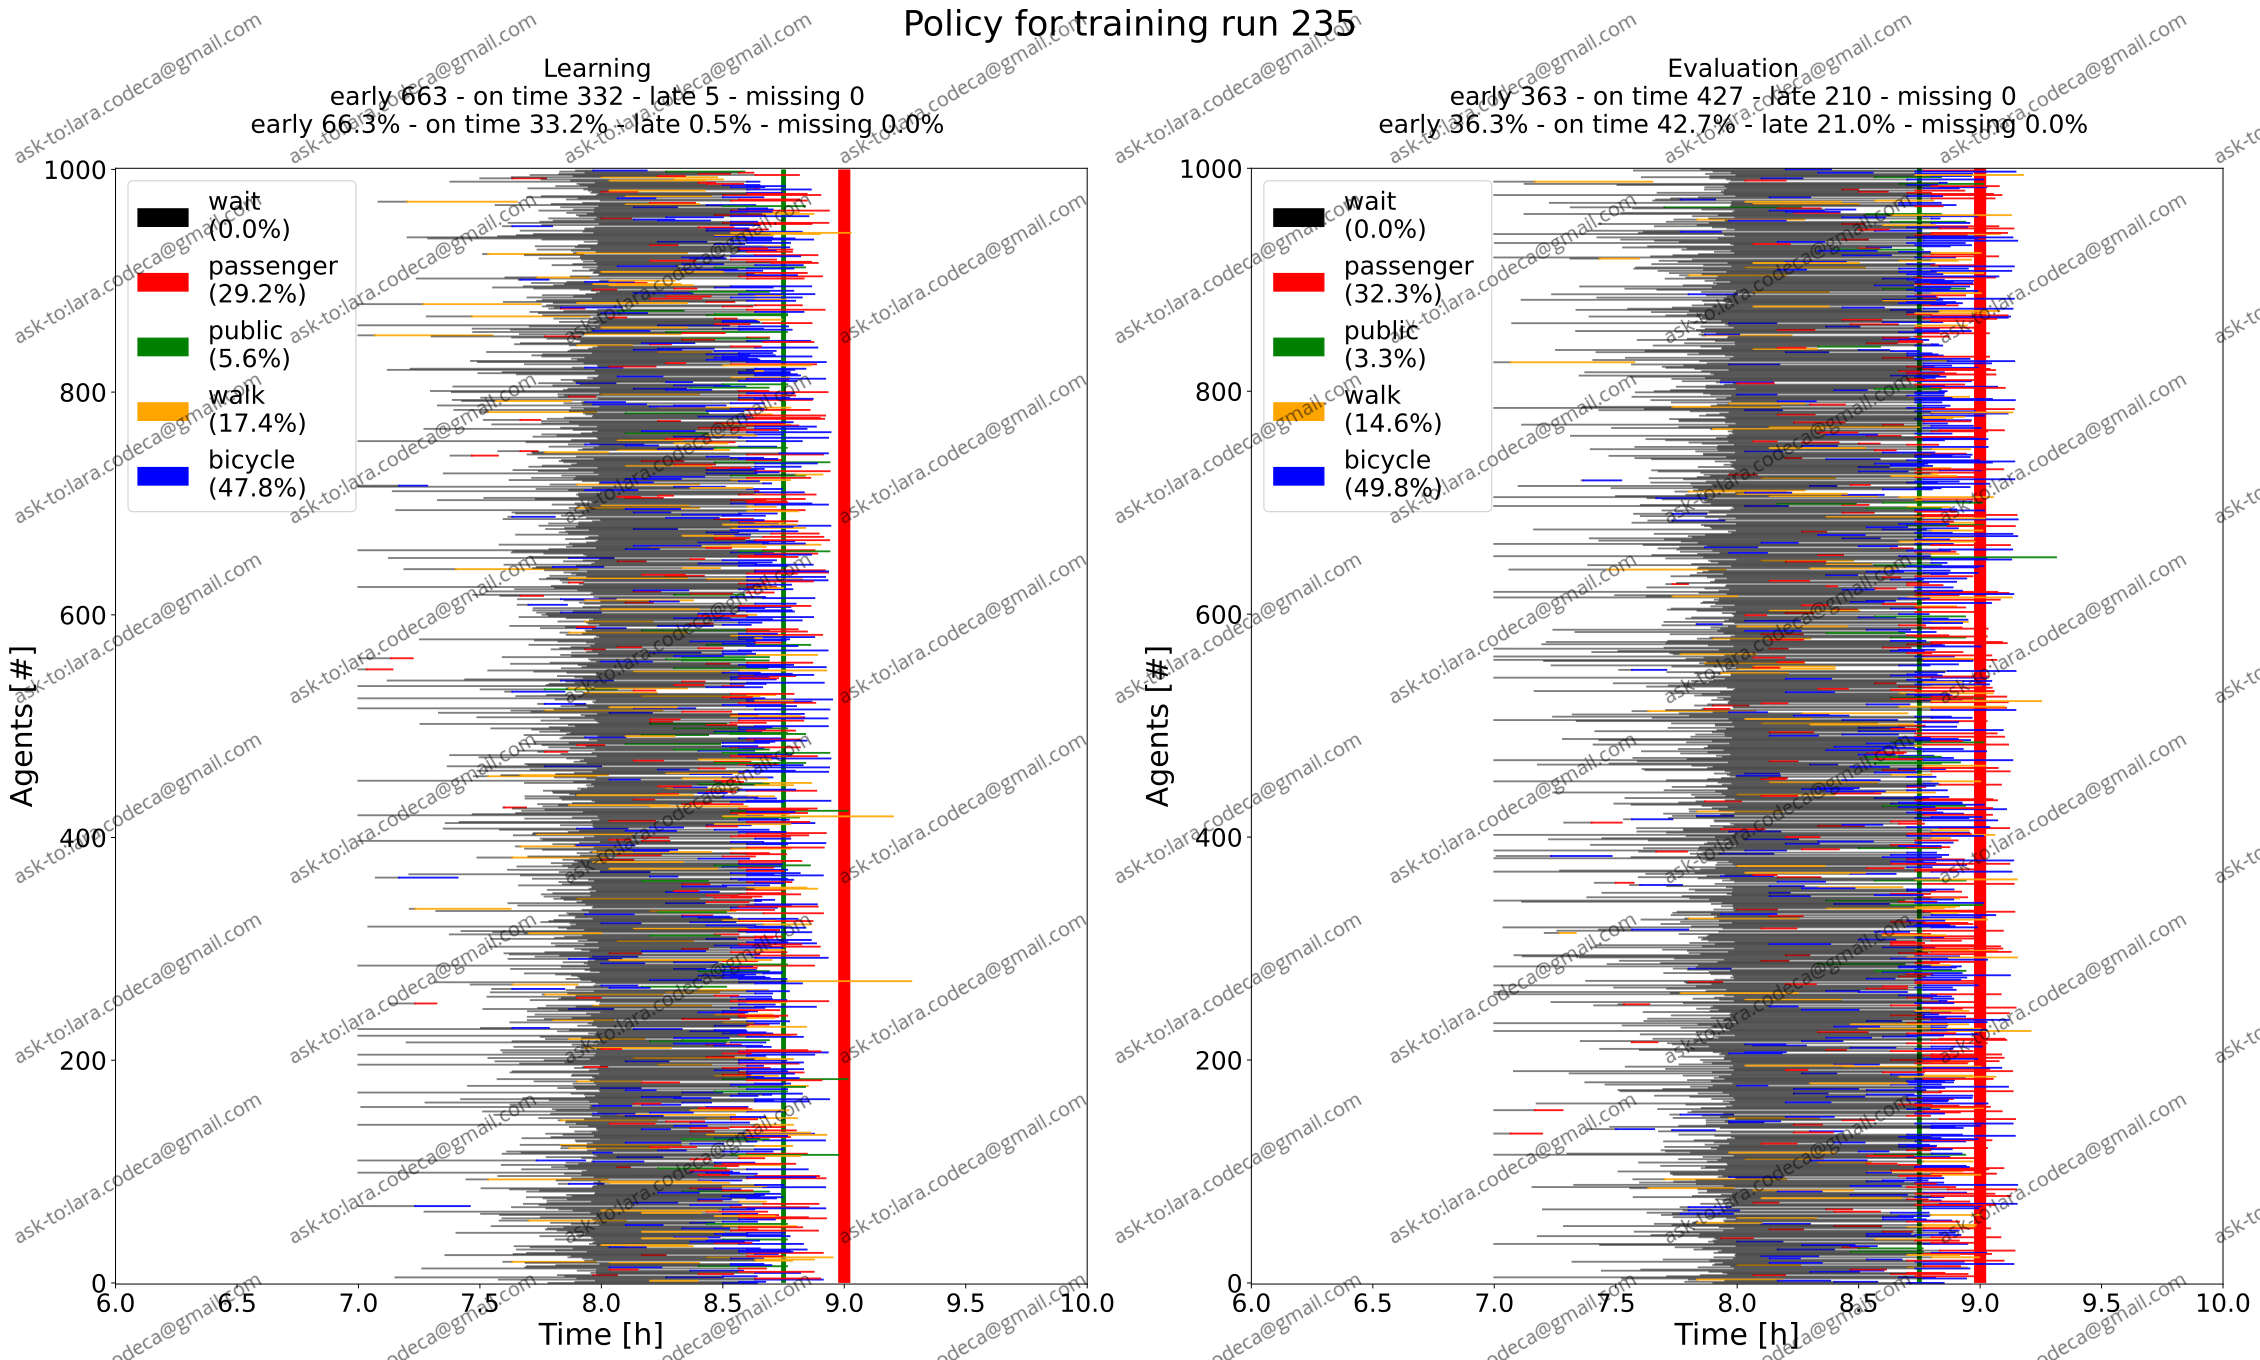 Policy for training run 235
Learning
early 663 - on time 332 - late 5 - missing 0
early 66.3% - on time 33.2% - late 0.5% - missing 0.0%
1000
800
600
400
200
0
Agents [#]
wait
(0.0%)
passenger
(29.2%)
public
(5.6%)
walk
(17.4%)
bicycle
(47.8%)
6.0 6.5 7.0 7.5 8.0 8.5 9.0 9.5 10.0
Time [h]
Evaluation
early 363 - on time 427 - late 210 - missing 0
early 36.3% - on time 42.7% - late 21.0% - missing 0.0%
1000
800
600
400
200
0
Agents [#]
wait
(0.0%)
passenger
(32.3%)
public
(3.3%)
walk
(14.6%)
bicycle
(49.8%)
6.0 6.5 7.0 7.5 8.0 8.5 9.0 9.5 10.0
Time [h]
ask-to:lara.codeca@gmail.com